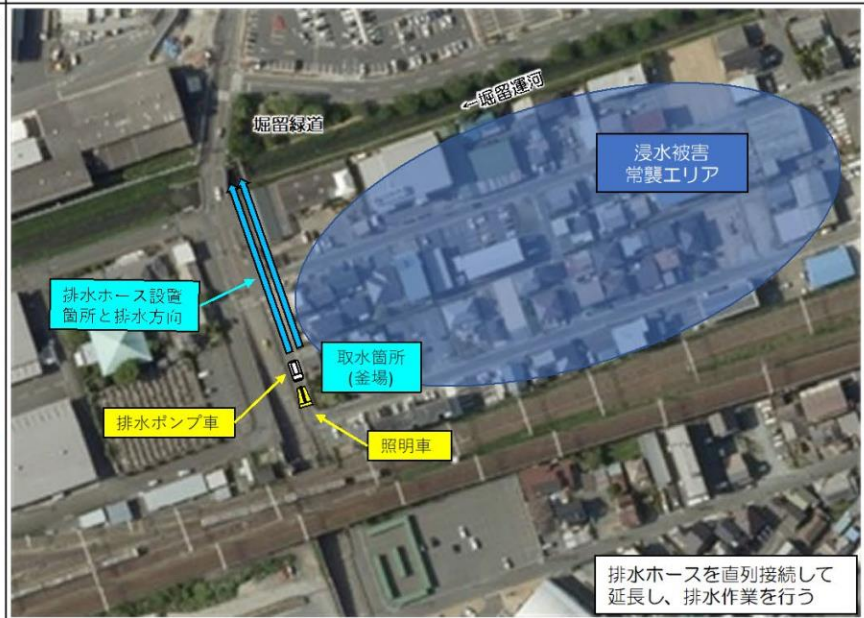 ←堀留運河
堀留緑道
浸水被害
常襲エリア
排水ホース設置
箇所と排水方向
取水箇所
(釜場)
排水ポンプ車
照明車
排水ホースを直列接続して
延長し、排水作業を行う